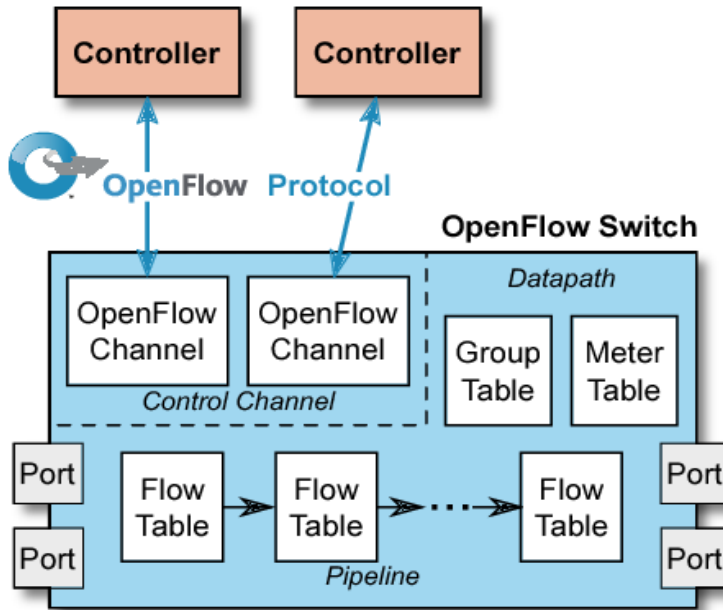 Controller
Controller
OpenFlow Protocol
OpenFlow Switch
Datapath
OpenFlow
Channel
OpenFlow
Channel
Control Channel
Group
Table
Meter
Table
Port
Port
Flow
Table
Flow
Table
...
Flow
Table
Pipeline
Port
Port